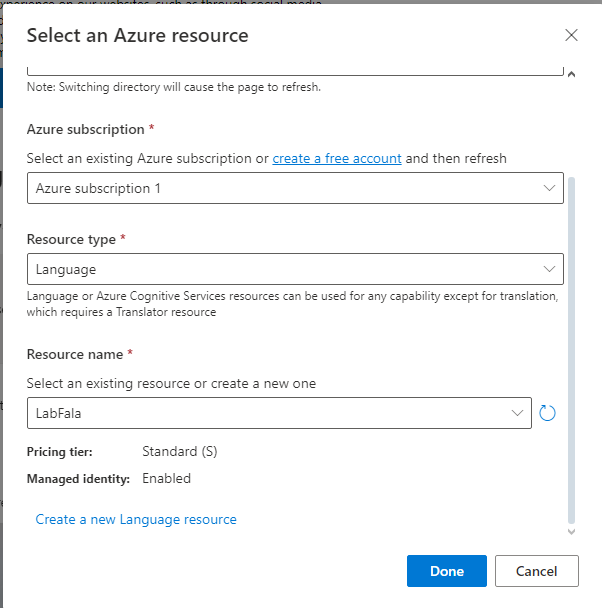 experience on our websites, such as through social media
Select an Azure resource
Note: Switching directory will cause the page to refresh.
Azure subscription *
Select an existing Azure subscription or create a free account and then refresh
Azure subscription 1
Resource type *
Language
Language or Azure Cognitive Services resources can be used for any capability except for translation,
which requires a Translator resource
Resource name *
Select an existing resource or create a new one
LabFala
Pricing tier: Standard (S)
Managed identity: Enabled
Create a new Language resource
Done Cancel